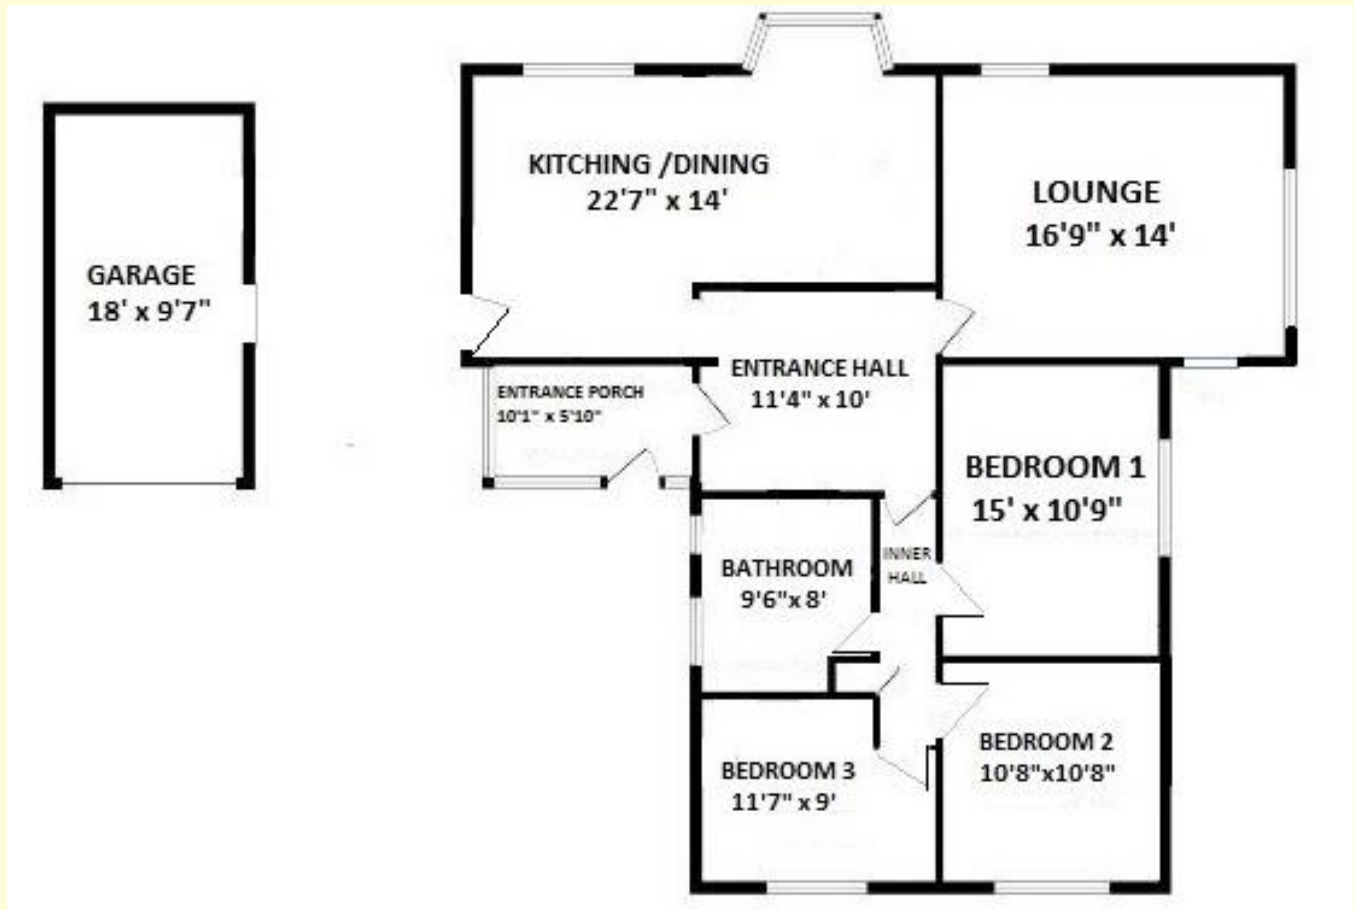 KITCHING /DINING
22'7" x 14'
LOUNGE
16'9" x 14'
GARAGE
18' x 9'7"
ENTRANCE HALL
11'4" x 10'
ENTRANCE PORCH
10'1" x 5'10"
BEDROOM 1
15' x 10'9"
INNER
HALL
BATHROOM
9'6"x 8'
BEDROOM 2
10'8"x10'8"
BEDROOM 3
11'7" x 9'